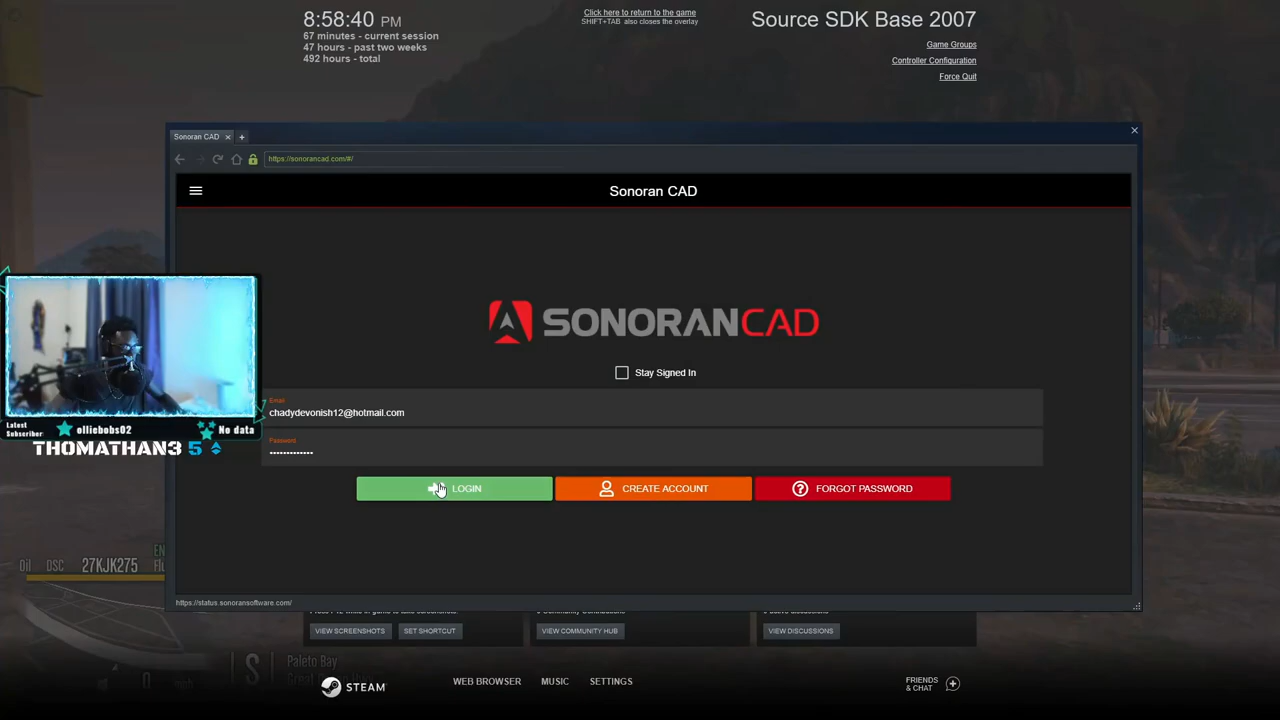 8:58:40 PM
67 minutes - current session
47 hours - past two weeks
492 hours - total
Click here to return to the game
SHIFT+TAB also closes the overlay
Source SDK Base 2007
Game Groups
Controller Configuration
Force Quit
Sonoran CAD
https://sonorancad.com/#/
Sonoran CAD
SONORANCAD
Stay Signed In
Email
chadydevonish12@hotmail.com
Password
•••••••••••••
LOGIN
CREATE ACCOUNT
FORGOT PASSWORD
Latest
Subscriber:
olliebobs02
No data
THOMATHAN3 5
Oil DSC 27KJK275
https://status.sonoransoftware.com/
VIEW SCREENSHOTS
SET SHORTCUT
VIEW COMMUNITY HUB
VIEW DISCUSSIONS
S
Paleto Bay
STEAM
WEB BROWSER
MUSIC
SETTINGS
FRIENDS
& CHAT